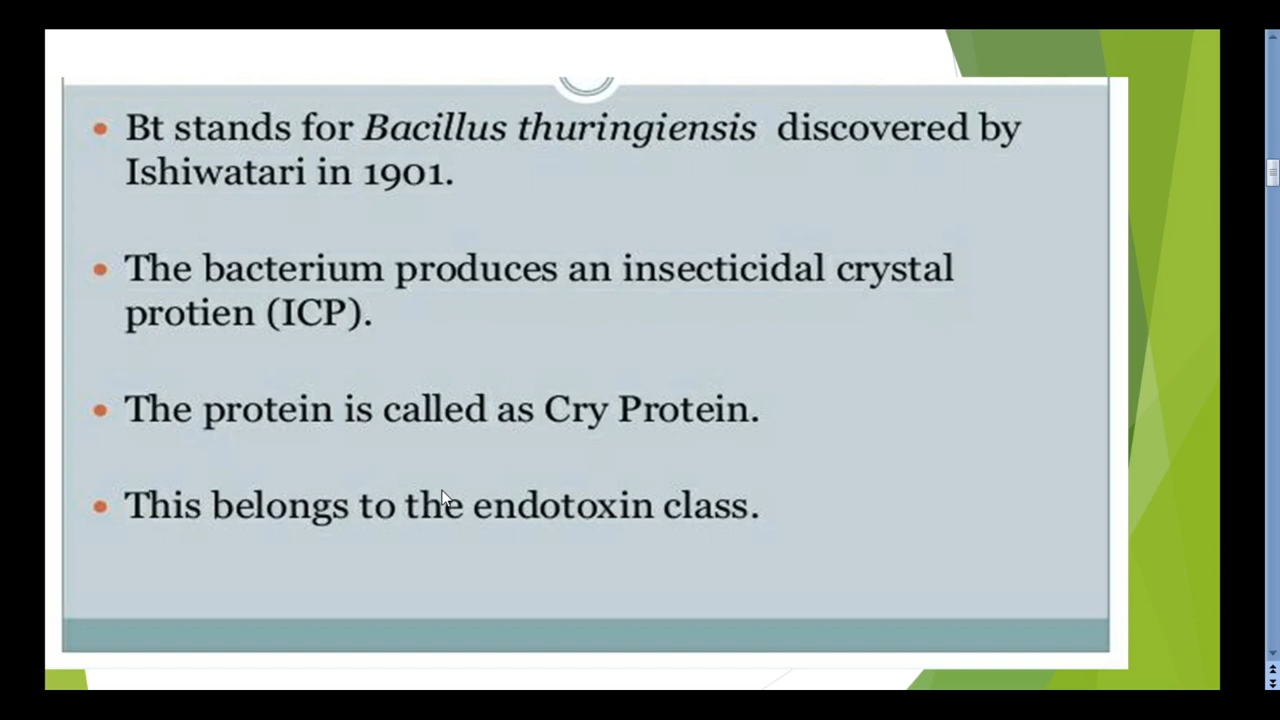 • Bt stands for Bacillus thuringiensis discovered by
Ishiwatari in 1901.
• The bacterium produces an insecticidal crystal
protien (ICP).
• The protein is called as Cry Protein.
• This belongs to the endotoxin class.